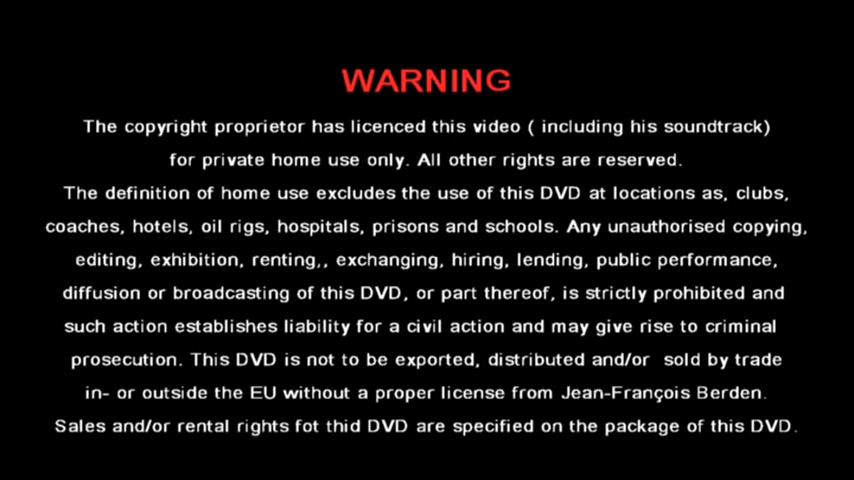 WARNING
The copyright proprietor has licenced this video ( including his soundtrack)
for private home use only. All other rights are reserved.
The definition of home use excludes the use of this DVD at locations as, clubs,
coaches, hotels, oil rigs, hospitals, prisons and schools. Any unauthorised copying,
editing, exhibition, renting,, exchanging, hiring, lending, public performance,
diffusion or broadcasting of this DVD, or part thereof, is strictly prohibited and
such action establishes liability for a civil action and may give rise to criminal
prosecution. This DVD is not to be exported, distributed and/or  sold by trade
in- or outside the EU without a proper license from Jean-François Berden.
Sales and/or rental rights fot thid DVD are specified on the package of this DVD.